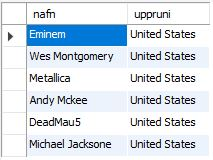 nafn uppruni
Eminem United States
Wes Montgomery United States
Metallica United States
Andy Mckee United States
DeadMau5 United States
Michael Jacksone United States